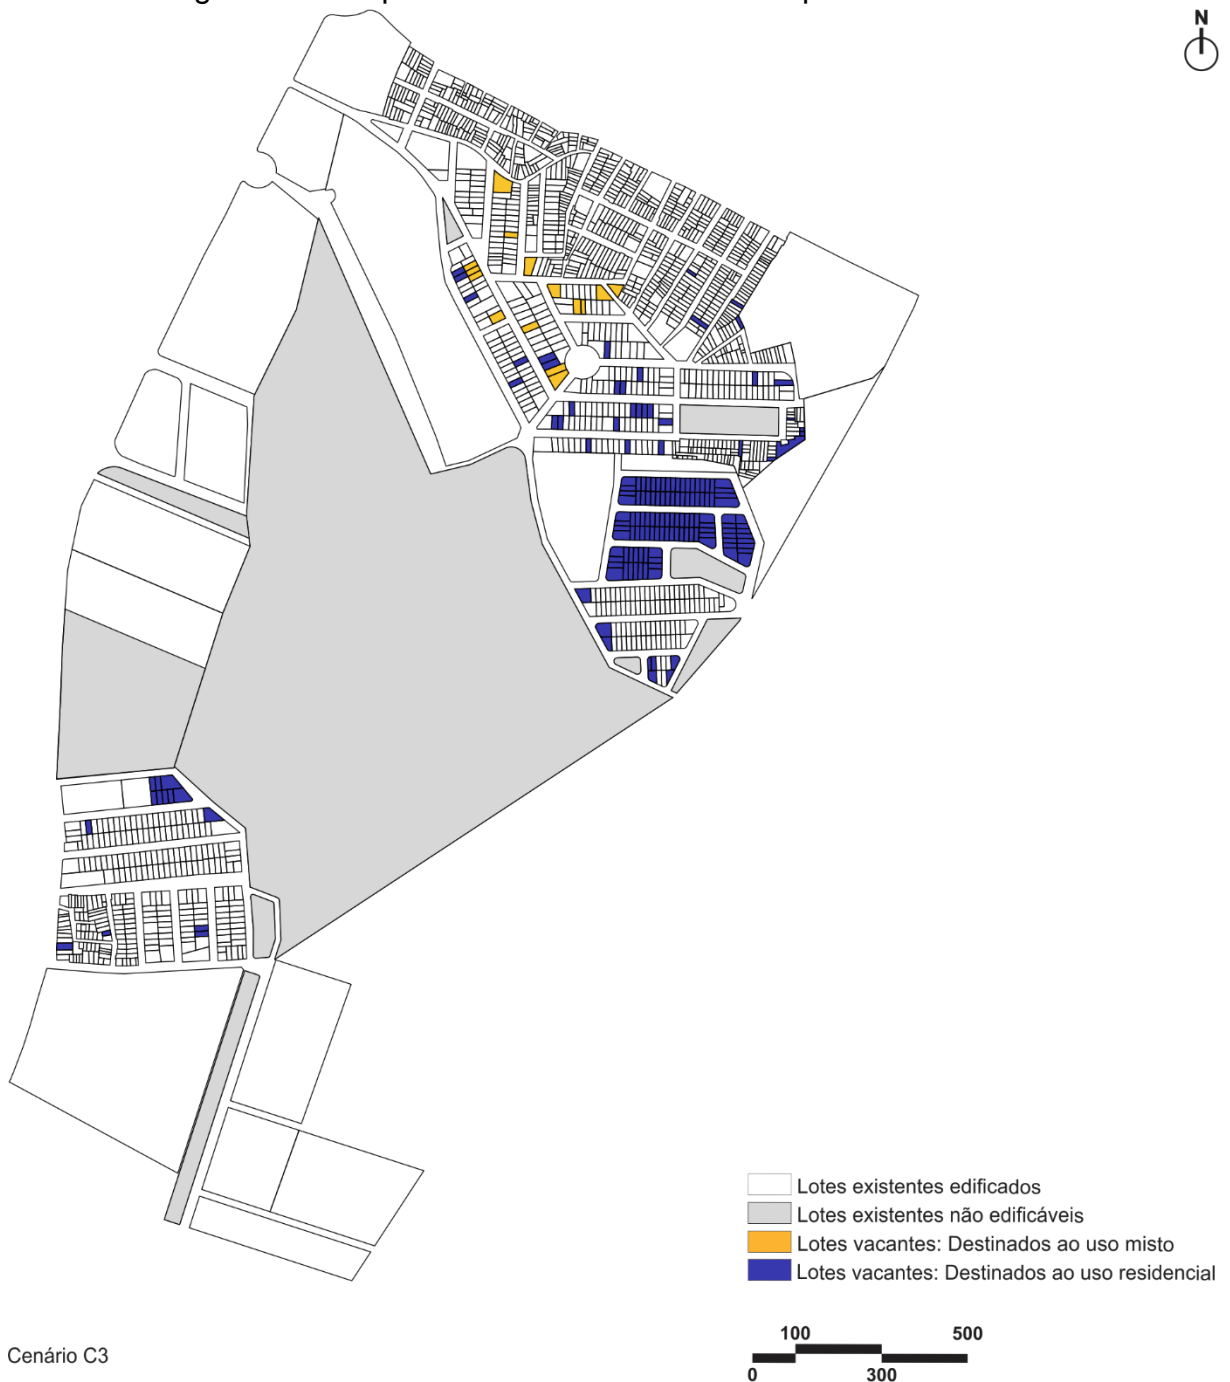 N
Lotes existentes edificados
Lotes existentes não edificáveis
Lotes vacantes: Destinados ao uso misto
Lotes vacantes: Destinados ao uso residencial
100 500
0 300
Cenário C3